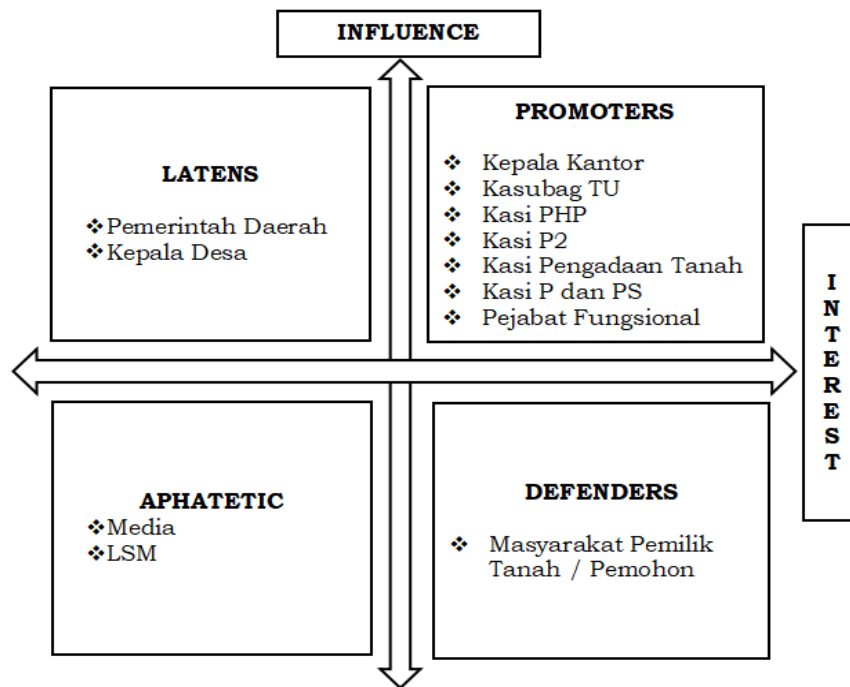 INFLUENCE
LATENS
❖Pemerintah Daerah
❖Kepala Desa
PROMOTERS
❖ Kepala Kantor
❖ Kasubag TU
❖ Kasi PHP
❖ Kasi P2
❖ Kasi Pengadaan Tanah
❖ Kasi P dan PS
❖ Pejabat Fungsional
INTEREST
APHATETIC
❖Media
❖LSM
DEFENDERS
❖ Masyarakat Pemilik
Tanah / Pemohon